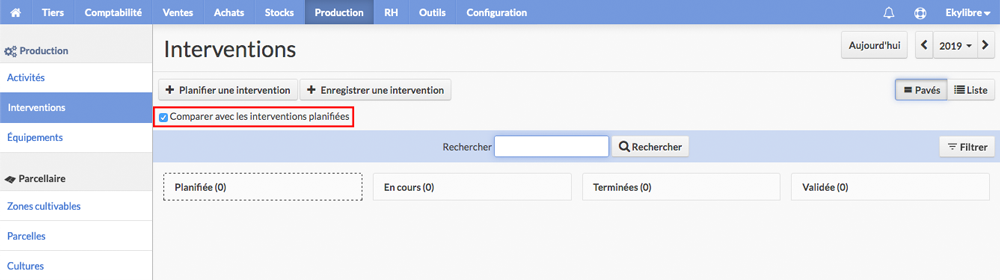 Tiers Comptabilité Ventes Achats Stocks Production RH Outils Configuration Ekylibre
Production
Activités
Interventions
Équipements
Parcellaire
Zones cultivables
Parcelles
Cultures
Interventions
Aujourd'hui 2019
Planifier une intervention Enregistrer une intervention Pavés Liste
Comparer avec les interventions planifiées
Rechercher Rechercher Filtrer
Planifiée (0) En cours (0) Terminées (0) Validée (0)